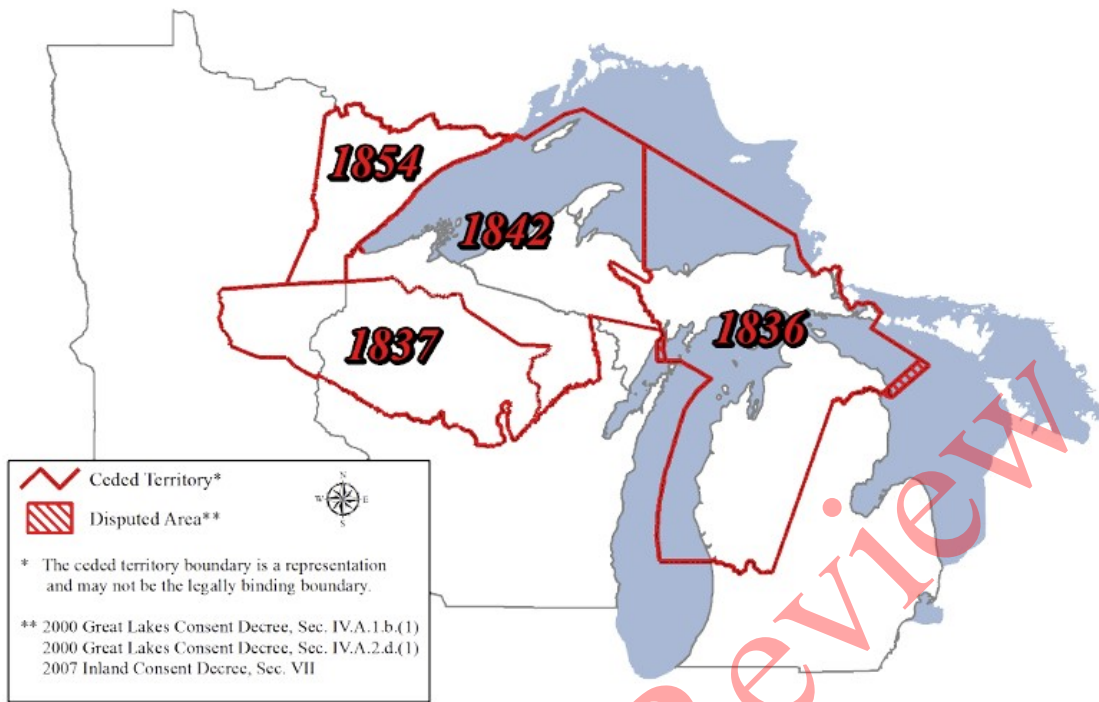 1854
1842
1836
1837
Ceded Territory*
Disputed Area**
N
W E
S
* The ceded territory boundary is a representation
and may not be the legally binding boundary.
** 2000 Great Lakes Consent Decree, Sec. IV.A.1.b.(1)
2000 Great Lakes Consent Decree, Sec. IV.A.2.d.(1)
2007 Inland Consent Decree, Sec. VII
Review